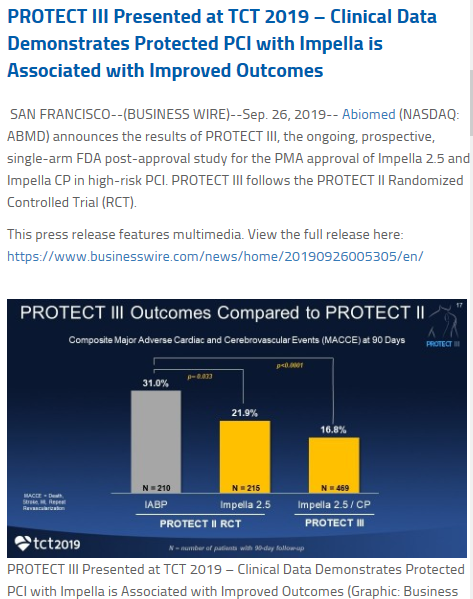 PROTECT III Presented at TCT 2019 – Clinical Data
Demonstrates Protected PCI with Impella is
Associated with Improved Outcomes
SAN FRANCISCO--(BUSINESS WIRE)--Sep. 26, 2019-- Abiomed (NASDAQ:
ABMD) announces the results of PROTECT III, the ongoing, prospective,
single-arm FDA post-approval study for the PMA approval of Impella 2.5 and
Impella CP in high-risk PCI. PROTECT III follows the PROTECT II Randomized
Controlled Trial (RCT).
This press release features multimedia. View the full release here:
https://www.businesswire.com/news/home/20190926005305/en/
PROTECT III Outcomes Compared to PROTECT II
17
PROTECT III
Composite Major Adverse Cardiac and Cerebrovascular Events (MACCE) at 90 Days
p<0.0001
p= 0.033
31.0%
21.9%
16.8%
N = 210
N = 215
N = 469
MACCE = Death,
Stroke, MI, Repeat
Revascularization
IABP
Impella 2.5
Impella 2.5 / CP
PROTECT II RCT
PROTECT III
tct2019
N = number of patients with 90-day follow-up
PROTECT III Presented at TCT 2019 – Clinical Data Demonstrates Protected
PCI with Impella is Associated with Improved Outcomes (Graphic: Business